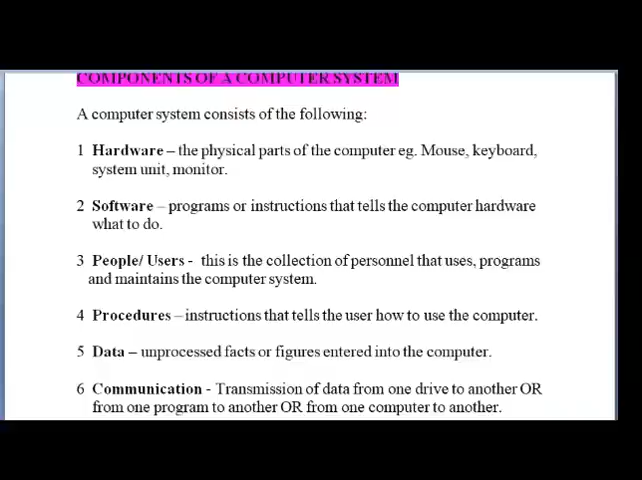 COMPONENTS OF A COMPUTER SYSTEM
A computer system consists of the following:
1 Hardware – the physical parts of the computer eg. Mouse, keyboard,
system unit, monitor.
2 Software – programs or instructions that tells the computer hardware
what to do.
3 People/ Users - this is the collection of personnel that uses, programs
and maintains the computer system.
4 Procedures – instructions that tells the user how to use the computer.
5 Data – unprocessed facts or figures entered into the computer.
6 Communication - Transmission of data from one drive to another OR
from one program to another OR from one computer to another.